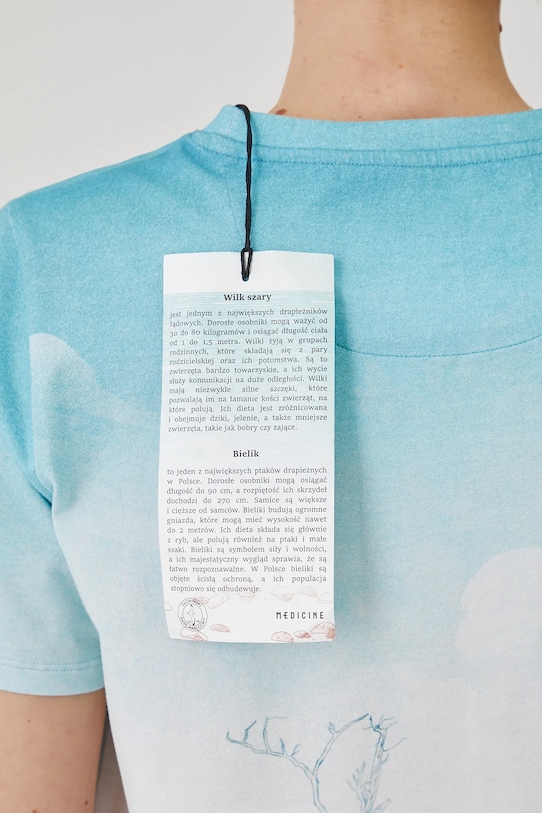 Wilk szary
jest jednym z największych drapieżników
lądowych. Dorosłe osobniki mogą ważyć od
30 do 80 kilogramów i osiągać długość ciała
od 1 do 1,5 metra. Wilki żyją w grupach
rodzinnych, które składają się z pary
rodzicielskiej oraz ich potomstwa. Są to
zwierzęta bardzo towarzyskie, a ich wycie
służy komunikacji na duże odległości. Wilki
mają niezwykle silne szczęki, które
pozwalają im na łamanie kości zwierząt, na
które polują. Ich dieta jest zróżnicowana
i obejmuje dziki, jelenie, a także mniejsze
zwierzęta, takie jak bobry czy zające.
Bielik
to jeden z największych ptaków drapieżnych
w Polsce. Dorosłe osobniki mogą osiągać
długość do 90 cm, a rozpiętość ich skrzydeł
dochodzi do 270 cm. Samice są większe
i cięższe od samców. Bieliki budują ogromne
gniazda, które mogą mieć wysokość nawet
do 2 metrów. Ich dieta składa się głównie
z ryb, ale polują również na ptaki i małe
ssaki. Bieliki są symbolem siły i wolności,
a ich majestatyczny wygląd sprawia, że są
łatwo rozpoznawalne. W Polsce bieliki są
objęte ścisłą ochroną, a ich populacja
stopniowo się odbudowuje.
MEDICINE